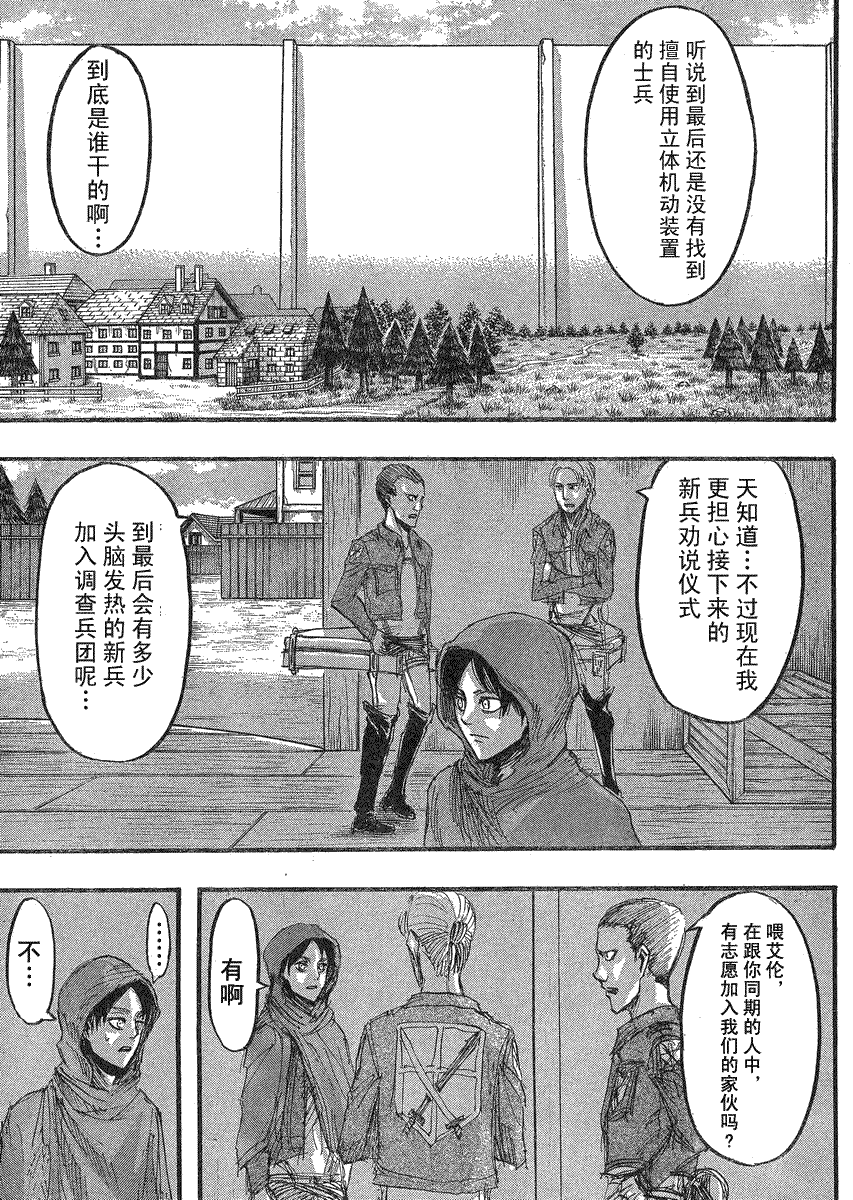 听说到最后还是没有找到
擅自使用立体机动装置
的士兵
到底是谁干的啊…
天知道…不过现在我
更担心接下来的
新兵劝说仪式
到最后会有多少
头脑发热的新兵
加入调查兵团呢…
喂艾伦，
在跟你同期的人中，
有志愿加入我们的家伙吗？
有啊
……
不…